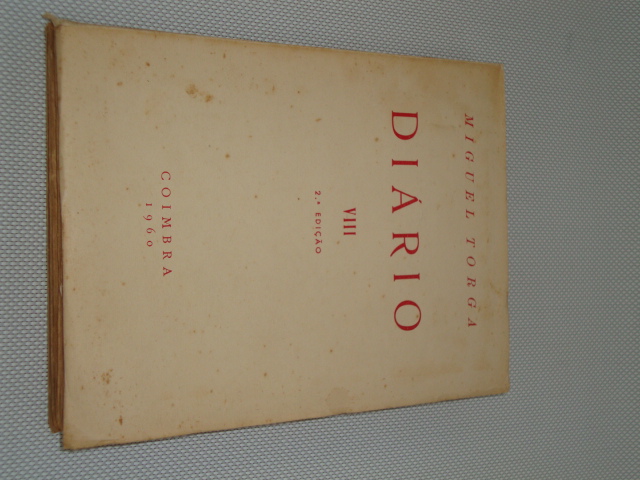 MIGUEL TORGA
DIÁRIO
VIII
2.ª EDIÇÃO
COIMBRA
1960